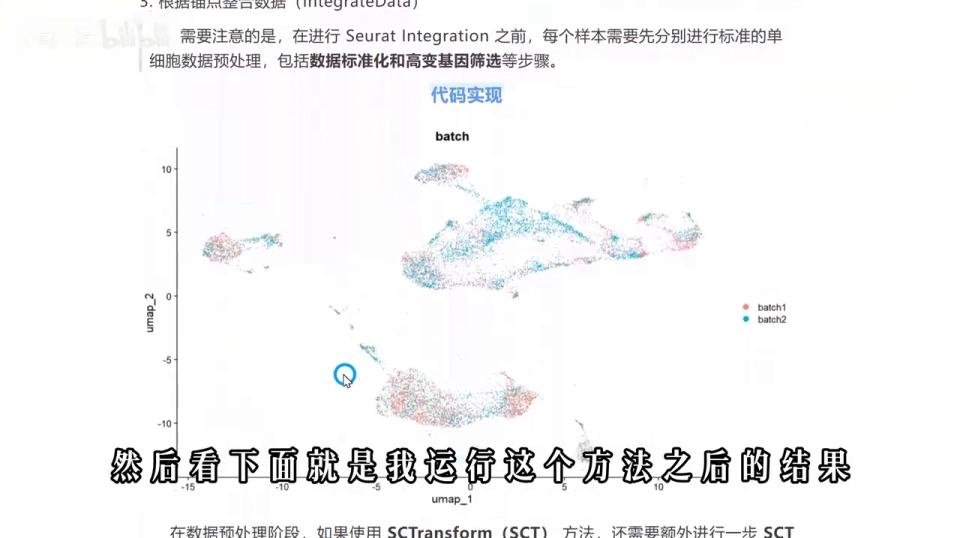 5. 根据锚点整合数据（IntegrateData）
bilibili
需要注意的是，在进行 Seurat Integration 之前，每个样本需要先分别进行标准的单
细胞数据预处理，包括数据标准化和高变基因筛选等步骤。
代码实现
batch
10
5
0
-5
-10
umap_2
batch1
batch2
然后看下面就是我运行这个方法之后的结果
-15
-10
-5
0
5
10
umap_1
在数据预处理阶段，如果使用 SCTransform（SCT） 方法，还需要额外进行一步 SCT